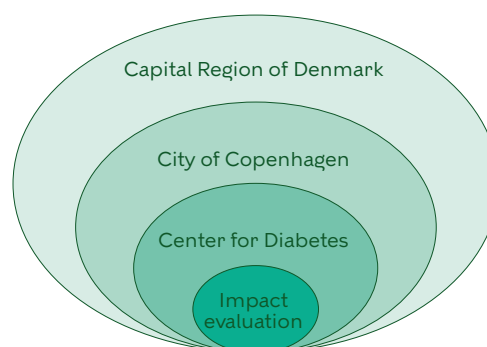 Capital Region of Denmark
City of Copenhagen
Center for Diabetes
Impact
evaluation